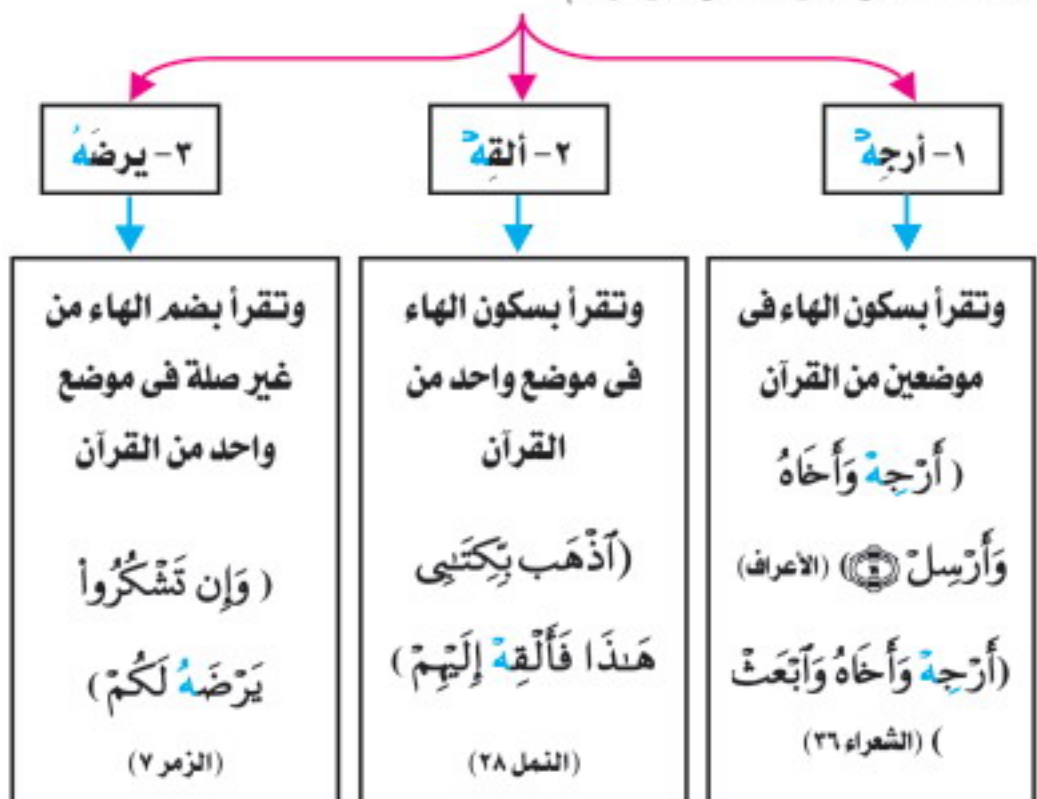 ١- أرجِهْ
٢- ألقِهْ
٣- يرضَهُ
وتقرأ بسكون الهاء فى
موضعين من القرآن
( أَرْجِهْ وَأَخَاهُ
وَأَرْسِلْ ) (الأعراف)
(أَرْجِهْ وَأَخَاهُ وَٱبْعَثْ
) (الشعراء ٣٦)
وتقرأ بسكون الهاء
فى موضع واحد من
القرآن
(ٱذْهَب بِّكِتَـٰبِى
هَـٰذَا فَأَلْقِهْ إِلَيْهِمْ )
(النمل ٢٨)
وتقرأ بضم الهاء من
غير صلة فى موضع
واحد من القرآن
( وَإِن تَشْكُرُواْ
يَرْضَهُ لَكُمْ )
(الزمر ٧)